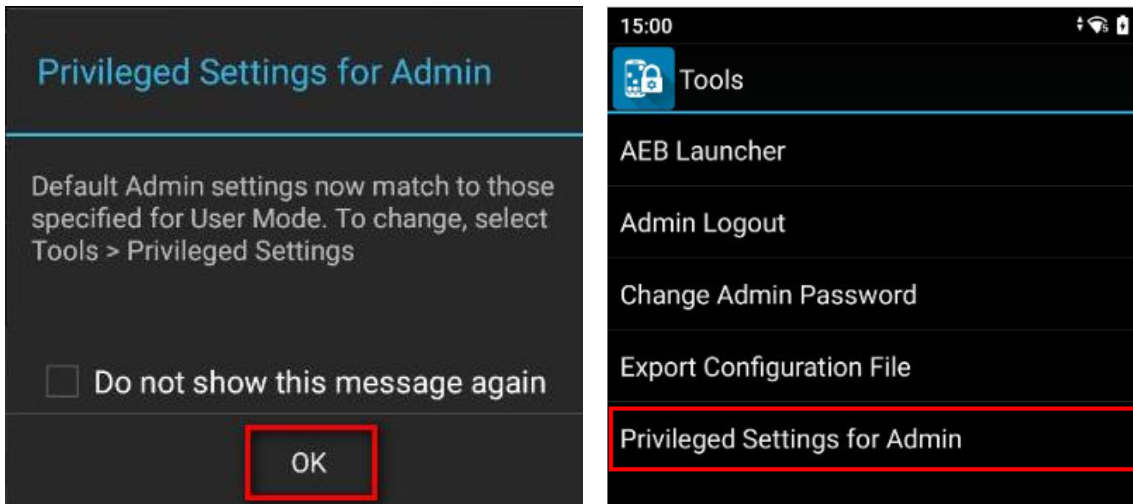 Privileged Settings for Admin
Default Admin settings now match to those
specified for User Mode. To change, select
Tools > Privileged Settings
Do not show this message again
OK
15:00
Tools
AEB Launcher
Admin Logout
Change Admin Password
Export Configuration File
Privileged Settings for Admin